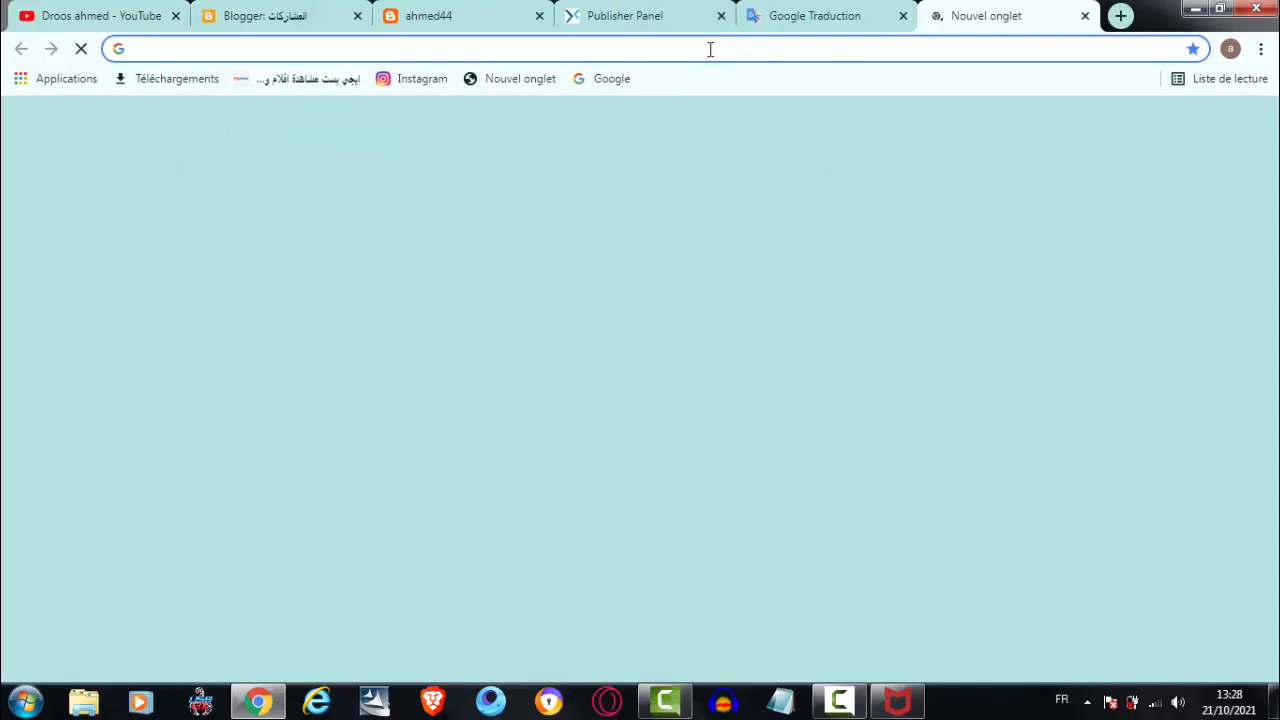 Droos ahmed - YouTube
Blogger: المشاركات
ahmed44
Publisher Panel
Google Traduction
Nouvel onglet
a
Applications
Téléchargements
ايجي بست مشاهدة افلام و...
Instagram
Nouvel onglet
Google
Liste de lecture
FR
13:28
21/10/2021